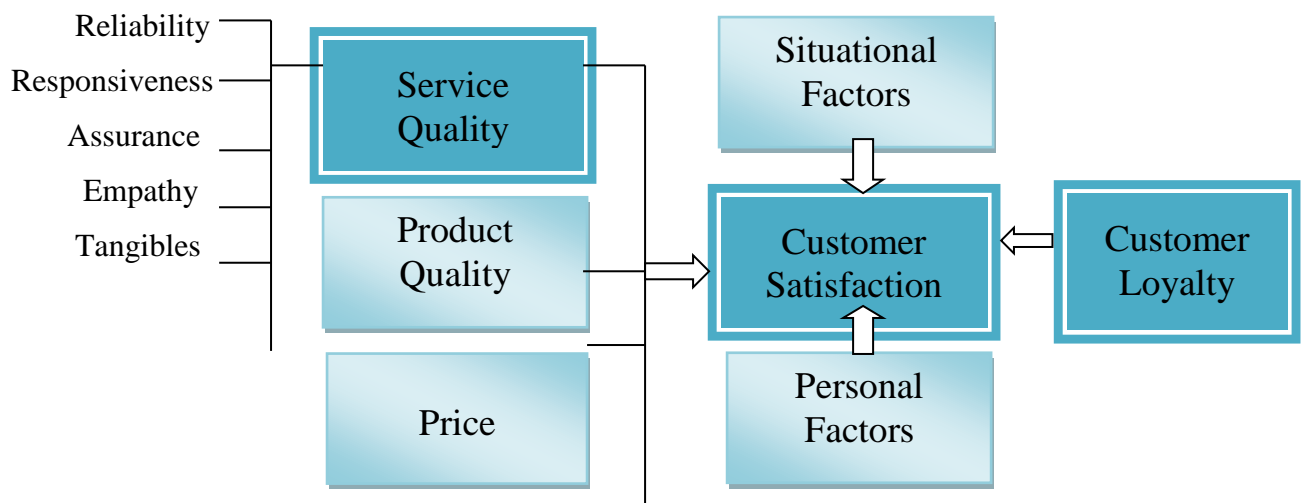 Reliability
Responsiveness
Assurance
Empathy
Tangibles
Service
Quality
Product
Quality
Price
Situational
Factors
Customer
Satisfaction
Personal
Factors
Customer
Loyalty